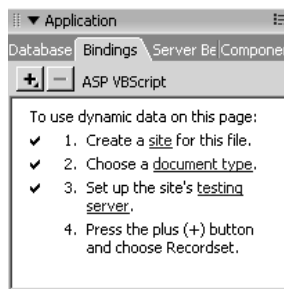 ▼ Application
Database Bindings Server Be Compone
+ − ASP VBScript
To use dynamic data on this page:
✔ 1. Create a site for this file.
✔ 2. Choose a document type.
✔ 3. Set up the site's testing
server.
4. Press the plus (+) button
and choose Recordset.